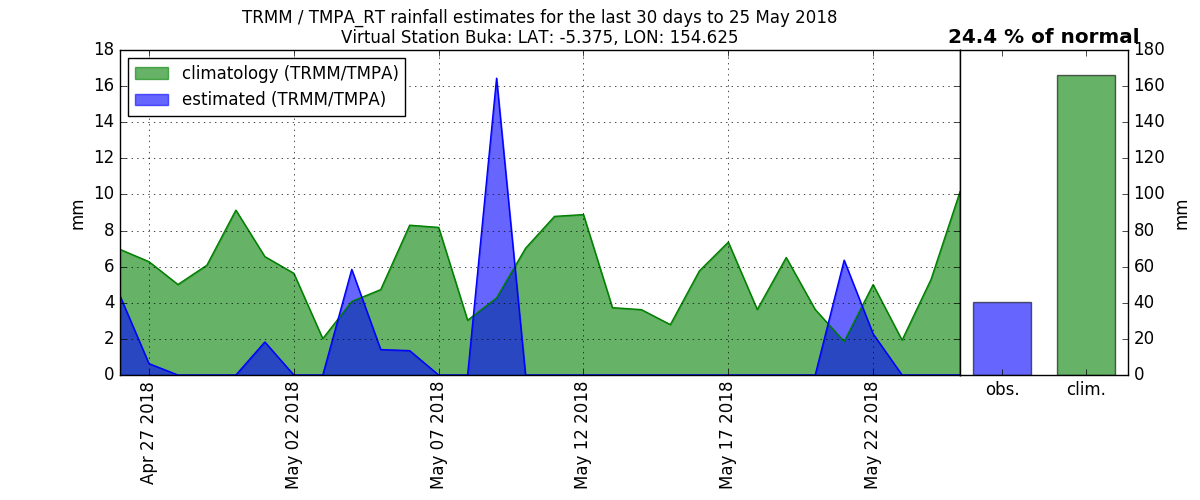 TRMM / TMPA_RT rainfall estimates for the last 30 days to 25 May 2018
Virtual Station Buka: LAT: -5.375, LON: 154.625
24.4 % of normal
climatology (TRMM/TMPA)
estimated (TRMM/TMPA)
mm
18
16
14
12
10
8
6
4
2
0
Apr 27 2018
May 02 2018
May 07 2018
May 12 2018
May 17 2018
May 22 2018
obs.
clim.
180
160
140
120
100
80
60
40
20
0
mm